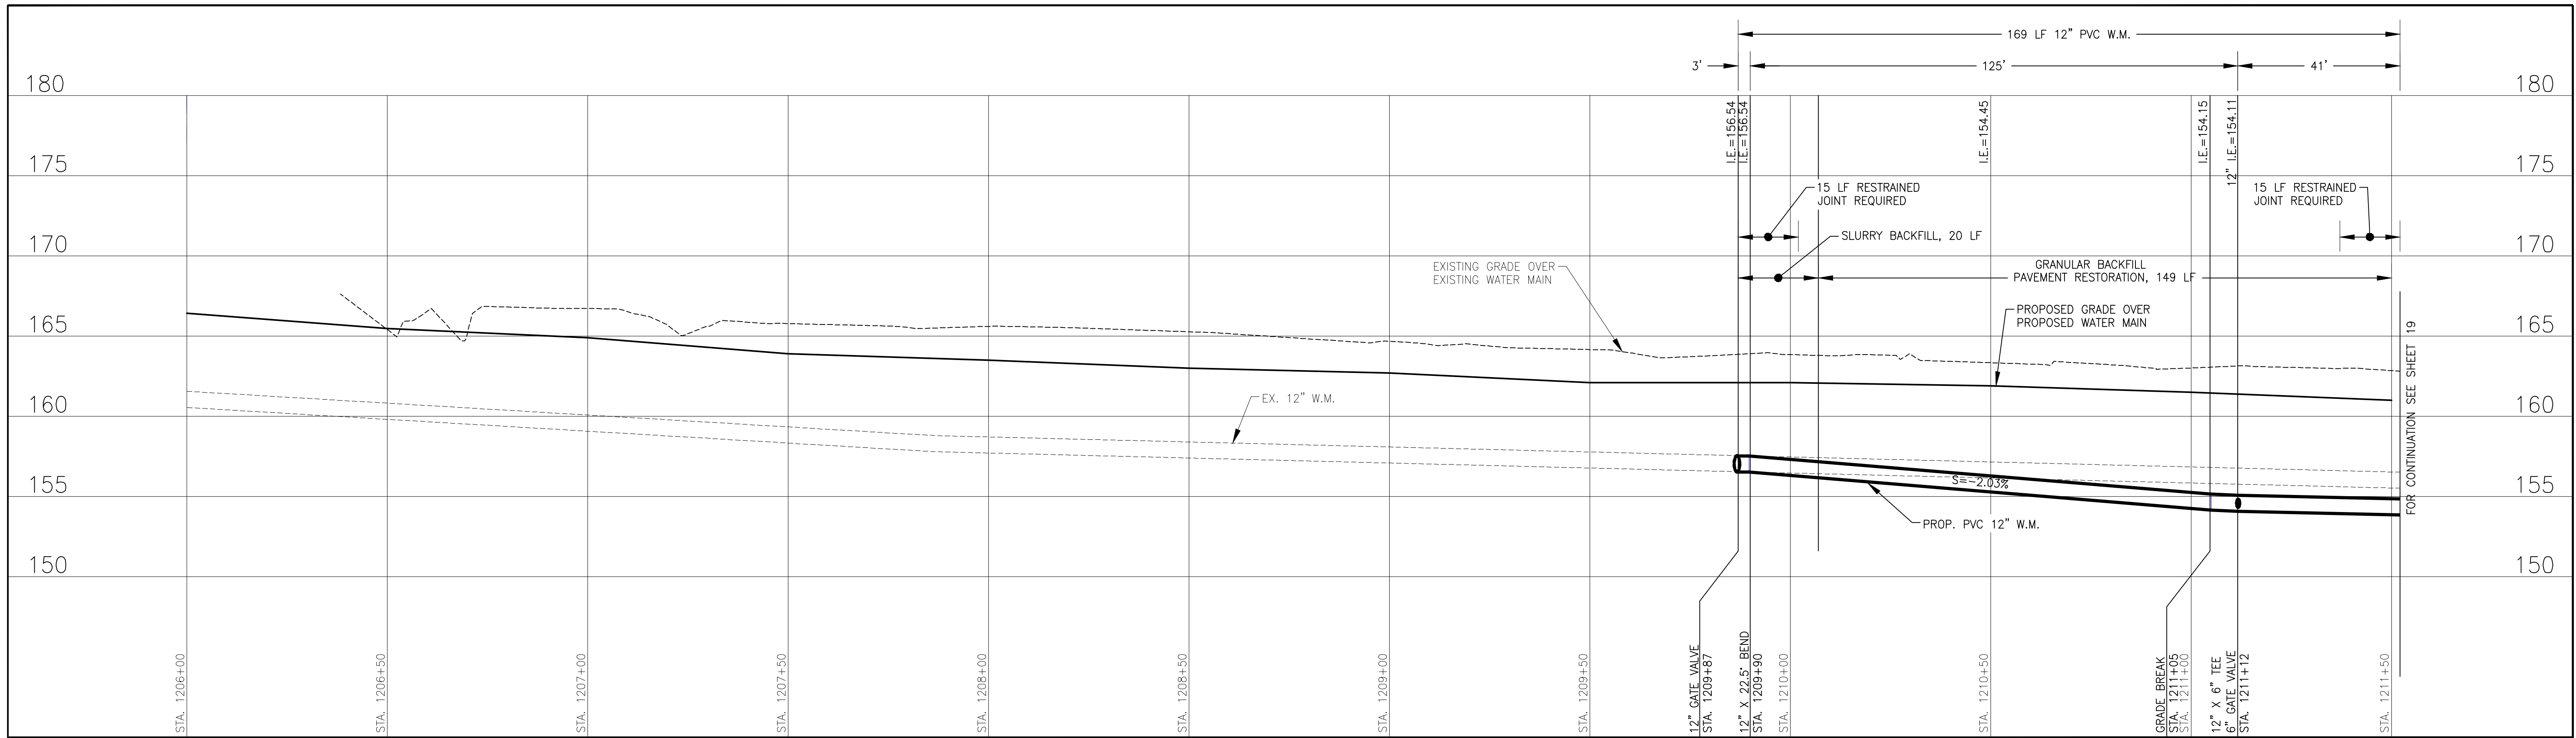 169 LF 12" PVC W.M.
3'
125'
41'
180
180
I.E.=156.54
I.E.=156.54
I.E.=154.45
I.E.=154.15
12" I.E.=154.11
175
175
15 LF RESTRAINED
JOINT REQUIRED
15 LF RESTRAINED
JOINT REQUIRED
SLURRY BACKFILL, 20 LF
170
170
EXISTING GRADE OVER
EXISTING WATER MAIN
GRANULAR BACKFILL
PAVEMENT RESTORATION, 149 LF
PROPOSED GRADE OVER
PROPOSED WATER MAIN
165
165
FOR CONTINUATION SEE SHEET 19
EX. 12" W.M.
160
160
S=-2.03%
155
155
PROP. PVC 12" W.M.
150
150
STA. 1206+00
STA. 1206+50
STA. 1207+00
STA. 1207+50
STA. 1208+00
STA. 1208+50
STA. 1209+00
STA. 1209+50
12" GATE VALVE
STA. 1209+87
12" X 22.5° BEND
STA. 1209+90
STA. 1210+00
STA. 1210+50
GRADE BREAK
STA. 1211+05
STA. 1211+00
12" X 6" TEE
6" GATE VALVE
STA. 1211+12
STA. 1211+50